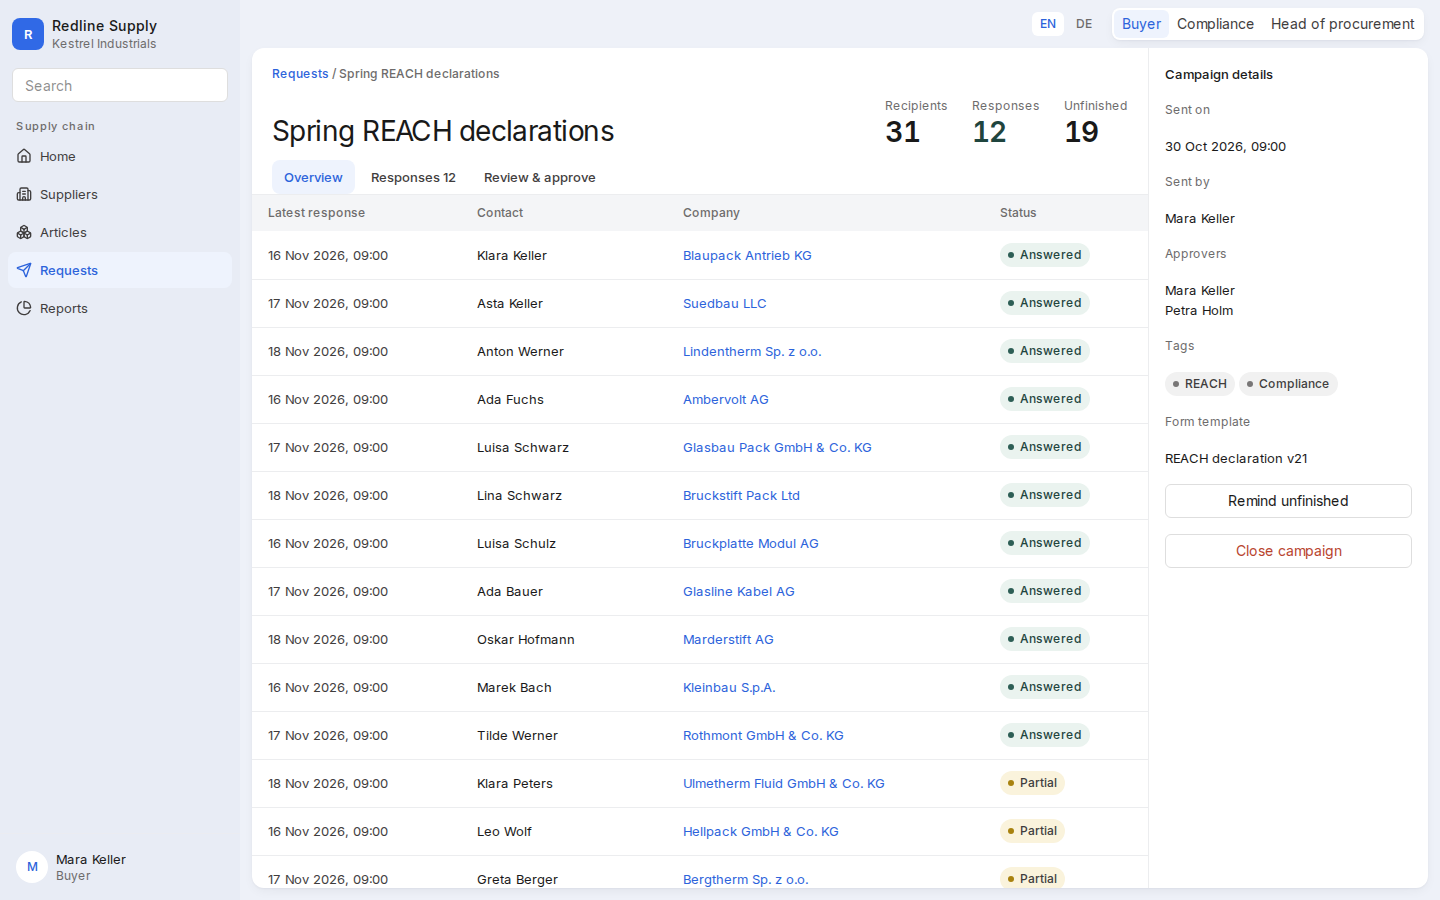 R
Redline Supply
Kestrel Industrials
Search
Supply chain
Home
Suppliers
Articles
Requests
Reports
M
Mara Keller
Buyer
EN DE
Buyer Compliance Head of procurement
Requests / Spring REACH declarations
Spring REACH declarations
Recipients Responses Unfinished
31 12 19
Overview Responses 12 Review & approve
Latest response Contact Company Status
16 Nov 2026, 09:00 Klara Keller Blaupack Antrieb KG Answered
17 Nov 2026, 09:00 Asta Keller Suedbau LLC Answered
18 Nov 2026, 09:00 Anton Werner Lindentherm Sp. z o.o. Answered
16 Nov 2026, 09:00 Ada Fuchs Ambervolt AG Answered
17 Nov 2026, 09:00 Luisa Schwarz Glasbau Pack GmbH & Co. KG Answered
18 Nov 2026, 09:00 Lina Schwarz Bruckstift Pack Ltd Answered
16 Nov 2026, 09:00 Luisa Schulz Bruckplatte Modul AG Answered
17 Nov 2026, 09:00 Ada Bauer Glasline Kabel AG Answered
18 Nov 2026, 09:00 Oskar Hofmann Marderstift AG Answered
16 Nov 2026, 09:00 Marek Bach Kleinbau S.p.A. Answered
17 Nov 2026, 09:00 Tilde Werner Rothmont GmbH & Co. KG Answered
18 Nov 2026, 09:00 Klara Peters Ulmetherm Fluid GmbH & Co. KG Partial
16 Nov 2026, 09:00 Leo Wolf Hellpack GmbH & Co. KG Partial
17 Nov 2026, 09:00 Greta Berger Bergtherm Sp. z o.o. Partial
Campaign details
Sent on
30 Oct 2026, 09:00
Sent by
Mara Keller
Approvers
Mara Keller
Petra Holm
Tags
REACH Compliance
Form template
REACH declaration v21
Remind unfinished
Close campaign